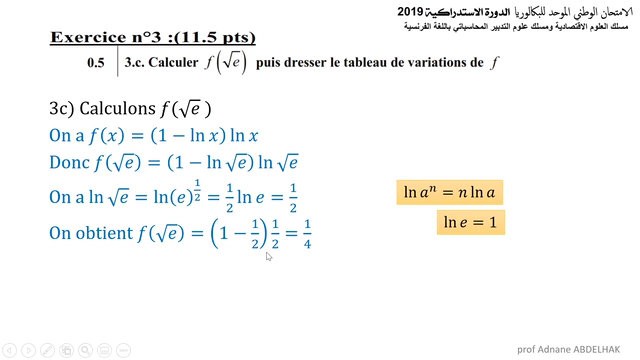 الامتحان الوطني الموحد للبكالوريا الدورة الاستدراكية 2019
مسلك العلوم الاقتصادية ومسلك علوم التدبير المحاسباتي باللغة الفرنسية
Exercice n°3 :(11.5 pts)
0.5 3.c. Calculer f(√e) puis dresser le tableau de variations de f
3c) Calculons f(√e )
On a f(x) = (1 − ln x) ln x
Donc f(√e) = (1 − ln √e) ln √e
On a ln √e = ln(e)^{1/2} = 1/2 ln e = 1/2
ln aⁿ = n ln a
On obtient f(√e) = (1 − 1/2) 1/2 = 1/4
ln e = 1
prof Adnane ABDELHAK